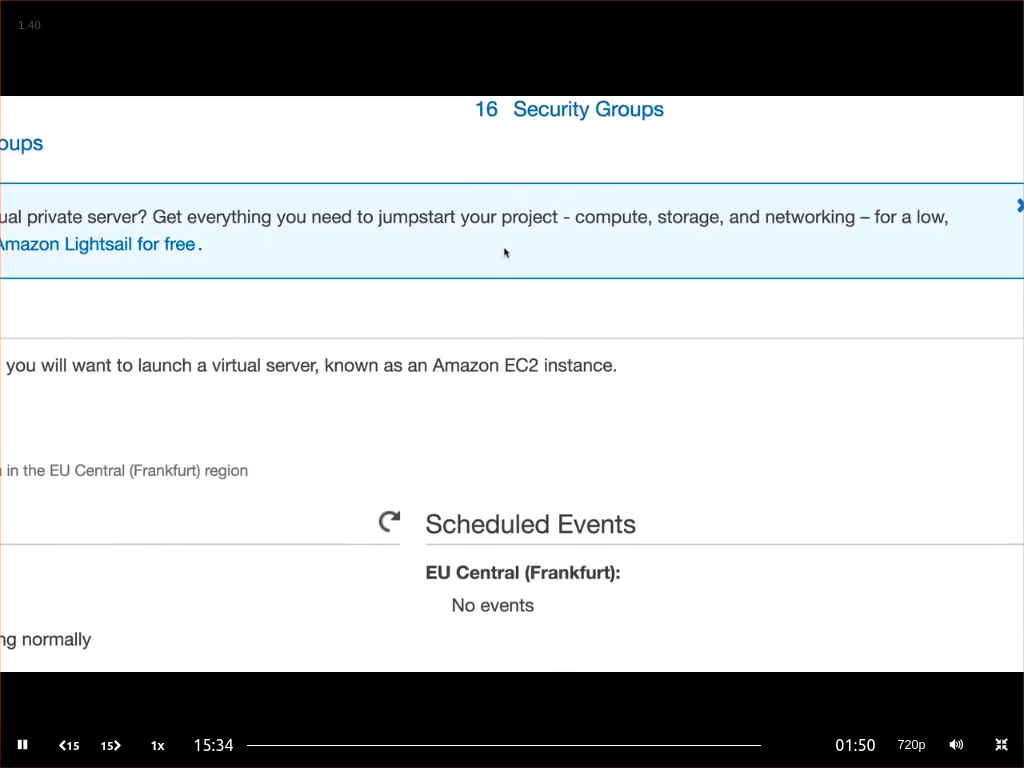 1.40
16 Security Groups
oups
ual private server? Get everything you need to jumpstart your project - compute, storage, and networking – for a low,
Amazon Lightsail for free.
you will want to launch a virtual server, known as an Amazon EC2 instance.
in the EU Central (Frankfurt) region
Scheduled Events
EU Central (Frankfurt):
No events
ng normally
15
15
1x
15:34
01:50
720p